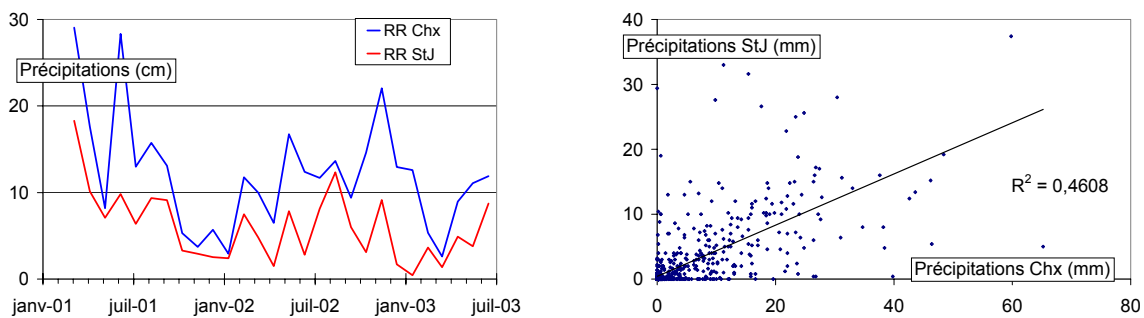 30
20
10
0
Précipitations (cm)
RR Chx
RR StJ
janv-01 juil-01 janv-02 juil-02 janv-03 juil-03
40
30
20
10
0
Précipitations StJ (mm)
R² = 0,4608
Précipitations Chx (mm)
0 20 40 60 80